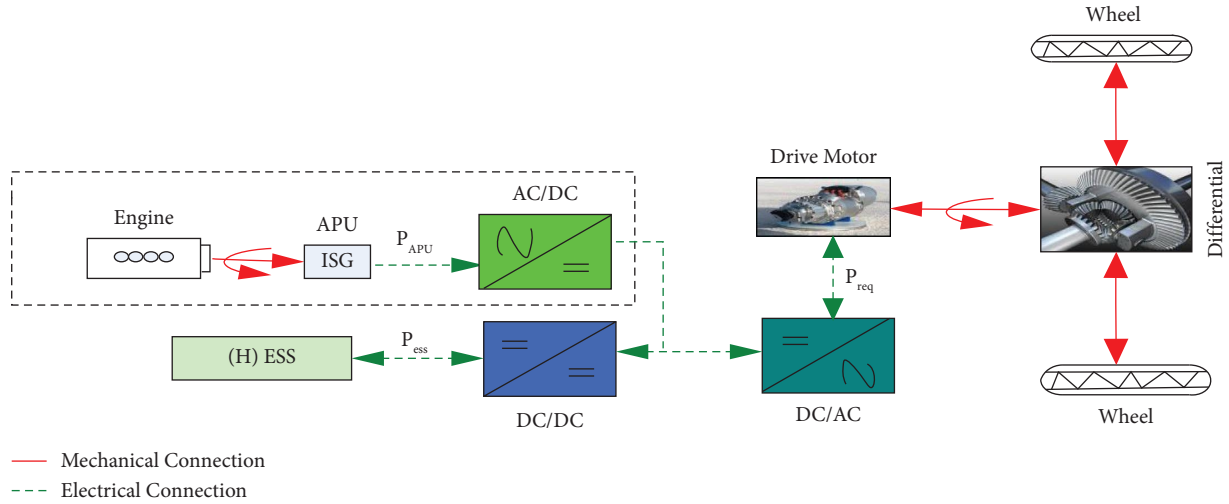 Wheel
Drive Motor
Differential
AC/DC
Engine
APU
P_APU
ISG
P_req
(H) ESS
P_ess
DC/DC
DC/AC
Wheel
Mechanical Connection
Electrical Connection